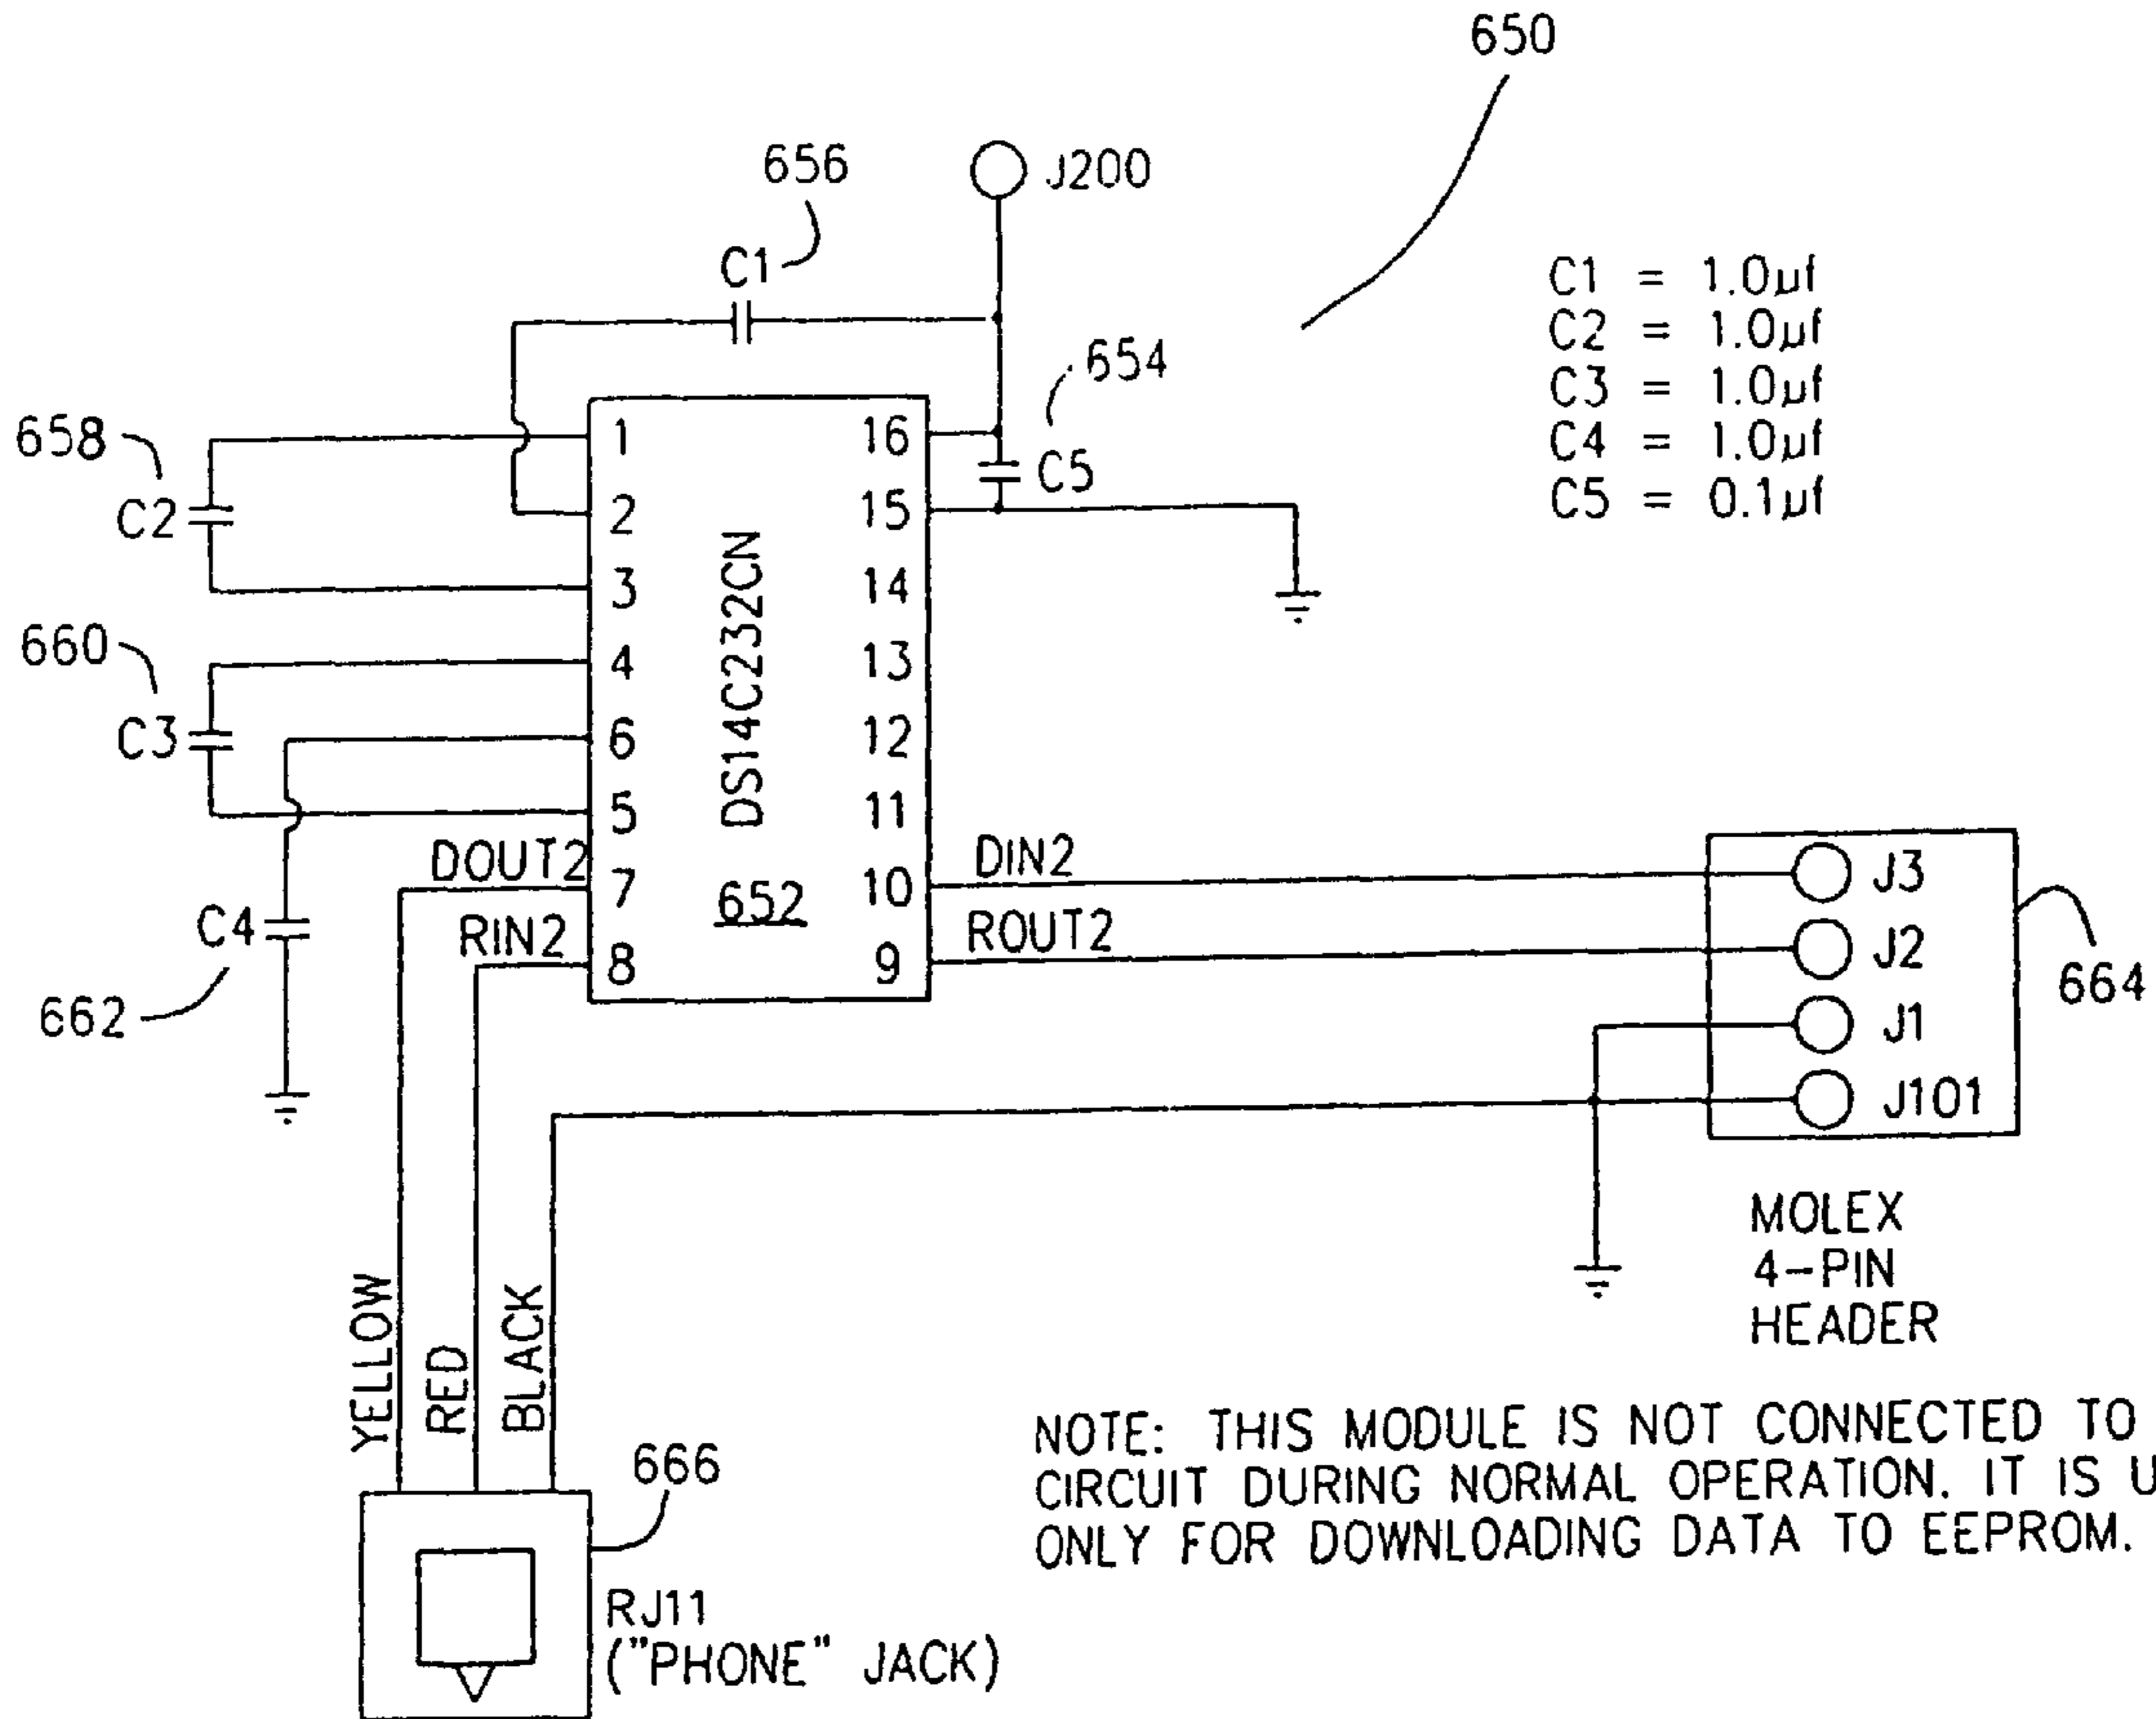 650
656
J200
C1
C1 = 1.0µf
C2 = 1.0µf
C3 = 1.0µf
C4 = 1.0µf
C5 = 0.1µf
654
658
C2
1
2
3
4
6
5
7
8
16
15
14
13
12
11
10
9
C5
DS14C232CN
652
660
C3
DOUT2
RIN2
C4
662
DIN2
ROUT2
J3
J2
J1
J101
664
MOLEX
4-PIN
HEADER
YELLOW
RED
BLACK
666
RJ11
("PHONE" JACK)
NOTE: THIS MODULE IS NOT CONNECTED TO
CIRCUIT DURING NORMAL OPERATION. IT IS U
ONLY FOR DOWNLOADING DATA TO EEPROM.